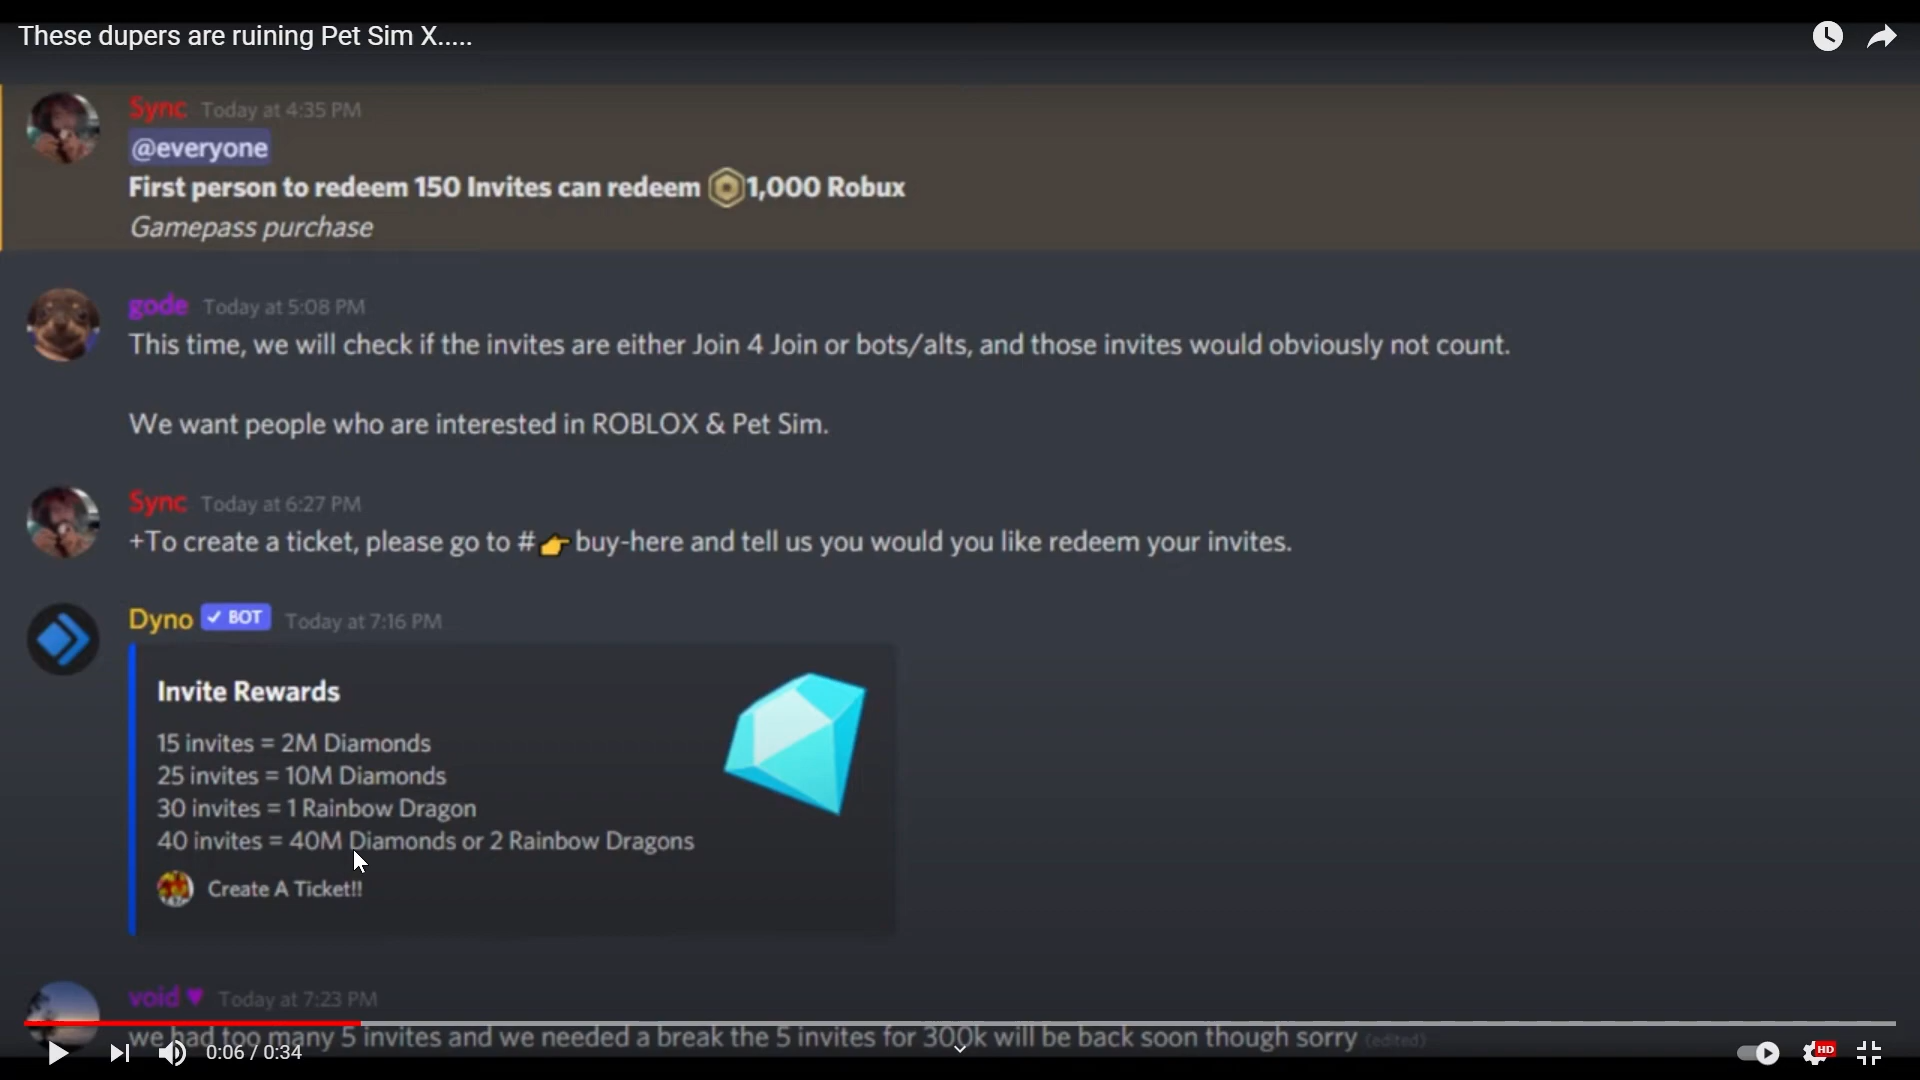 These dupers are ruining Pet Sim X.....
Sync Today at 4:35 PM
@everyone
First person to redeem 150 Invites can redeem 1,000 Robux
Gamepass purchase
gode Today at 5:08 PM
This time, we will check if the invites are either Join 4 Join or bots/alts, and those invites would obviously not count.
We want people who are interested in ROBLOX & Pet Sim.
Sync Today at 6:27 PM
+To create a ticket, please go to #👉buy-here and tell us you would you like redeem your invites.
Dyno ✓ BOT Today at 7:16 PM
Invite Rewards
15 invites = 2M Diamonds
25 invites = 10M Diamonds
30 invites = 1 Rainbow Dragon
40 invites = 40M Diamonds or 2 Rainbow Dragons
Create A Ticket!!
void ♥ Today at 7:23 PM
we had too many 5 invites and we needed a break the 5 invites for 300k will be back soon though sorry (edited)
0:06 / 0:34
HD